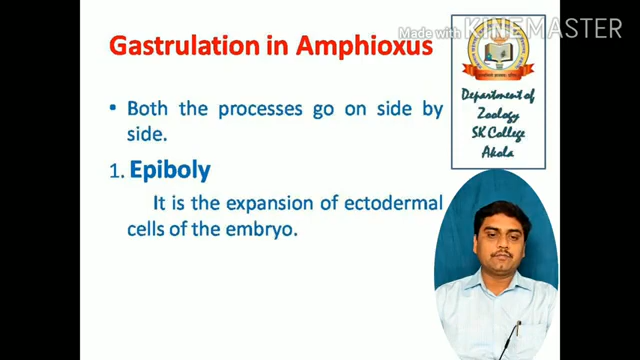 Made with KINEMASTER
Gastrulation in Amphioxus
• Both the processes go on side by
side.
1. Epiboly
It is the expansion of ectodermal
cells of the embryo.
Department of
Zoology
SK College
Akola